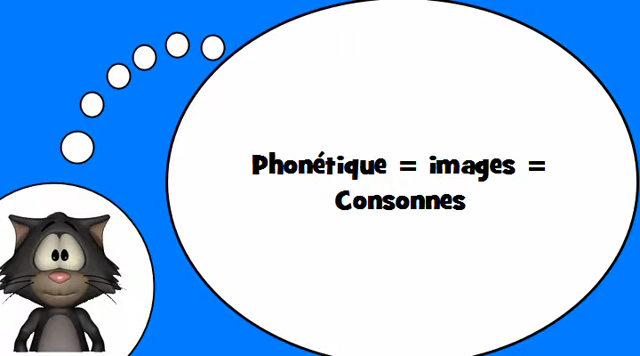 Phonétique = images =
Consonnes